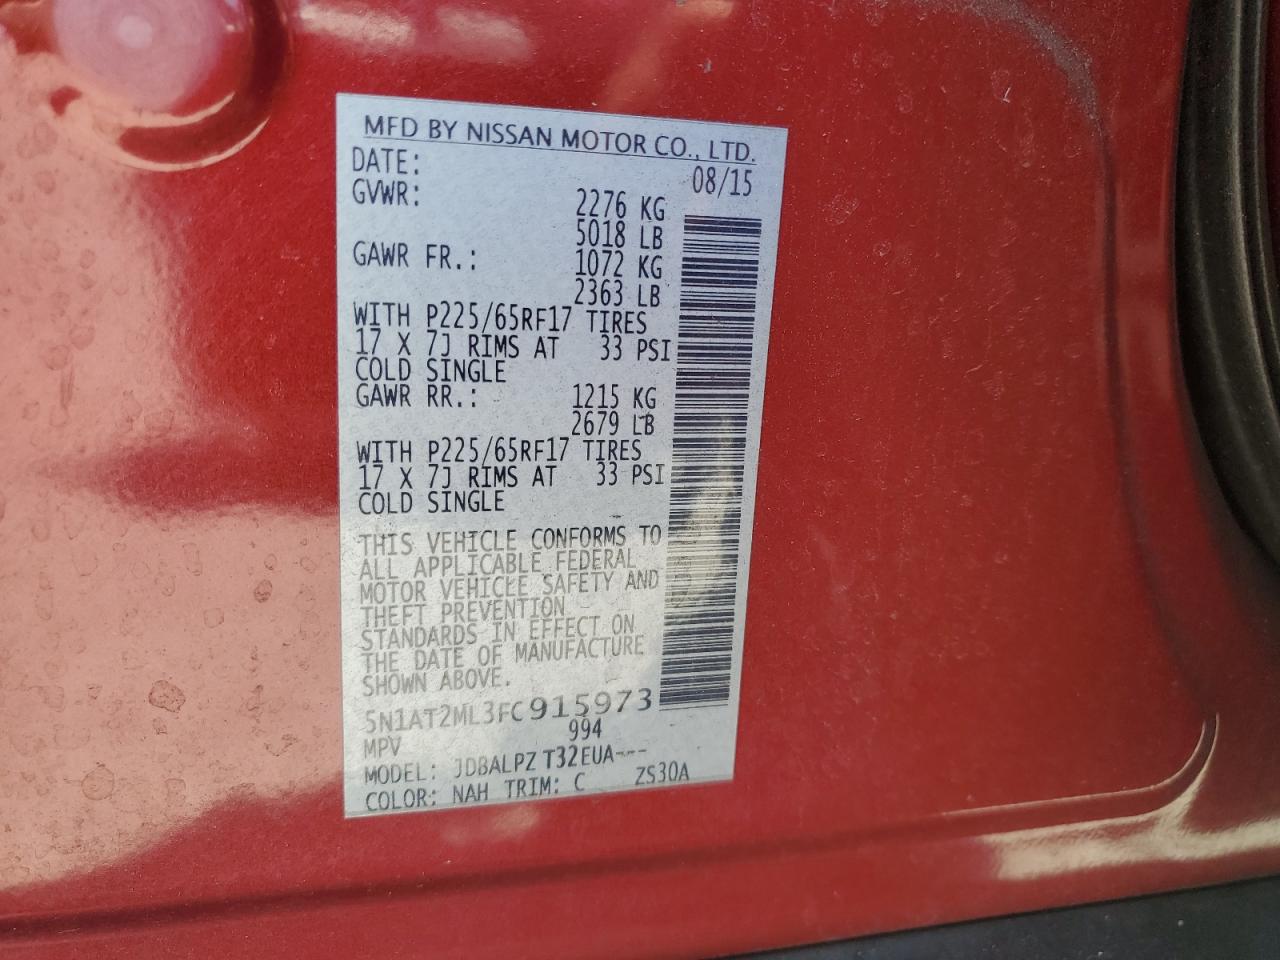 MFD BY NISSAN MOTOR CO., LTD.
DATE: 08/15
GVWR: 2276 KG
5018 LB
GAWR FR.: 1072 KG
2363 LB
WITH P225/65RF17 TIRES
17 X 7J RIMS AT 33 PSI
COLD SINGLE
GAWR RR.: 1215 KG
2679 LB
WITH P225/65RF17 TIRES
17 X 7J RIMS AT 33 PSI
COLD SINGLE
THIS VEHICLE CONFORMS TO
ALL APPLICABLE FEDERAL
MOTOR VEHICLE SAFETY AND
THEFT PREVENTION
STANDARDS IN EFFECT ON
THE DATE OF MANUFACTURE
SHOWN ABOVE.
5N1AT2ML3FC915973
MPV 994
MODEL: JDBALPZ T32EUA---
COLOR: NAH TRIM: C ZS30A